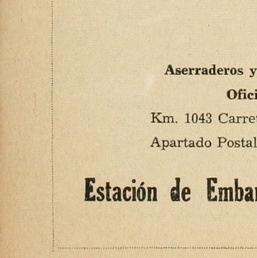 Aserraderos y
Ofici
Km. 1043 Carret
Apartado Postal
Estación de Embar